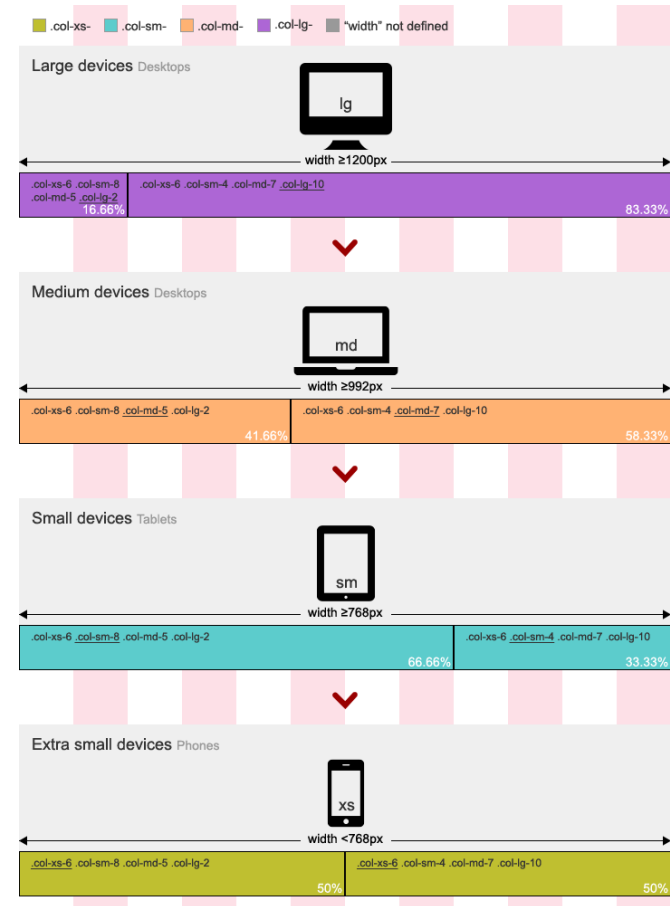 .col-xs- .col-sm- .col-md- .col-lg- "width" not defined
Large devices Desktops
lg
width ≥1200px
.col-xs-6 .col-sm-8
.col-md-5 .col-lg-2
16.66%
.col-xs-6 .col-sm-4 .col-md-7 .col-lg-10
83.33%
Medium devices Desktops
md
width ≥992px
.col-xs-6 .col-sm-8 .col-md-5 .col-lg-2
41.66%
.col-xs-6 .col-sm-4 .col-md-7 .col-lg-10
58.33%
Small devices Tablets
sm
width ≥768px
.col-xs-6 .col-sm-8 .col-md-5 .col-lg-2
66.66%
.col-xs-6 .col-sm-4 .col-md-7 .col-lg-10
33.33%
Extra small devices Phones
xs
width <768px
.col-xs-6 .col-sm-8 .col-md-5 .col-lg-2
50%
.col-xs-6 .col-sm-4 .col-md-7 .col-lg-10
50%